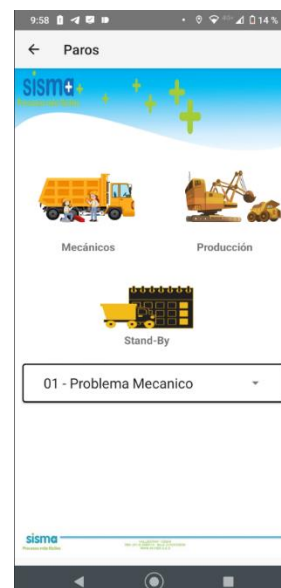 9:58
14 %
Paros
sisma
Mecánicos
Producción
Stand-By
01 - Problema Mecanico
sisma